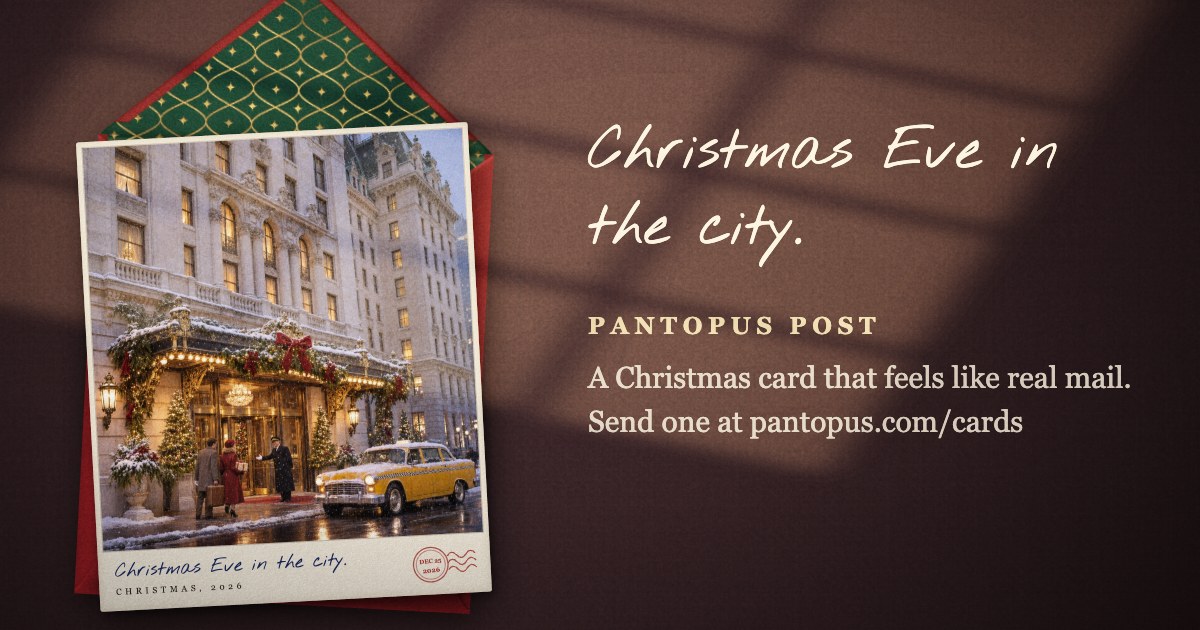 Christmas Eve in
the city.
PANTOPUS POST
A Christmas card that feels like real mail.
Send one at pantopus.com/cards
Christmas Eve in the city.
CHRISTMAS, 2026
DEC 25
2026